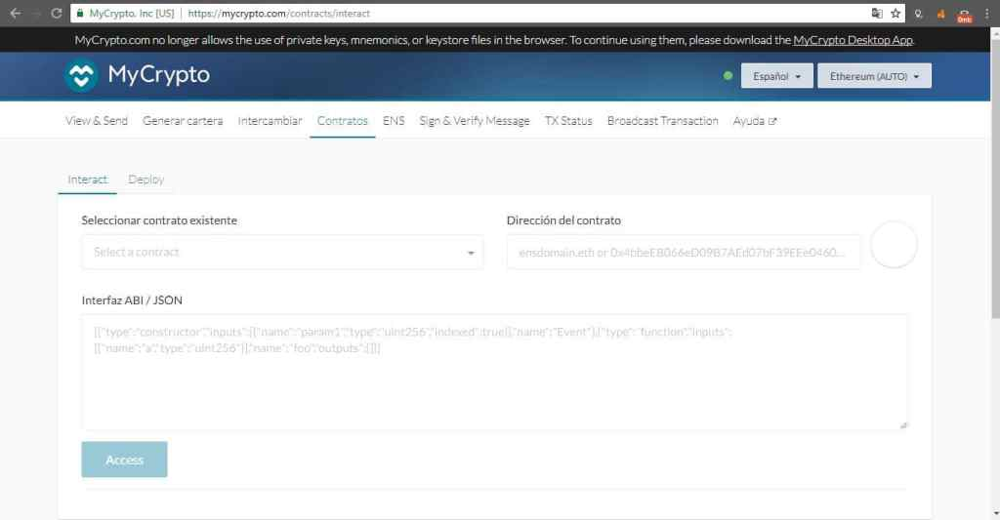 MyCrypto, Inc [US] https://mycrypto.com/contracts/interact
MyCrypto.com no longer allows the use of private keys, mnemonics, or keystore files in the browser. To continue using them, please download the MyCrypto Desktop App.
MyCrypto
Español
Ethereum (AUTO)
View & Send Generar cartera Intercambiar Contratos ENS Sign & Verify Message TX Status Broadcast Transaction Ayuda
Interact Deploy
Seleccionar contrato existente
Dirección del contrato
Select a contract
ensdomain.eth or 0x4bbeEB066eD09B7AEd07bF39EEe0460...
Interfaz ABI / JSON
[{"type":"constructor","inputs":[{"name":"param1","type":"uint256","indexed":true}],"name":"Event"},{"type":"function","inputs":
[{"name":"a","type":"uint256"}],"name":"foo","outputs":[]}]
Access